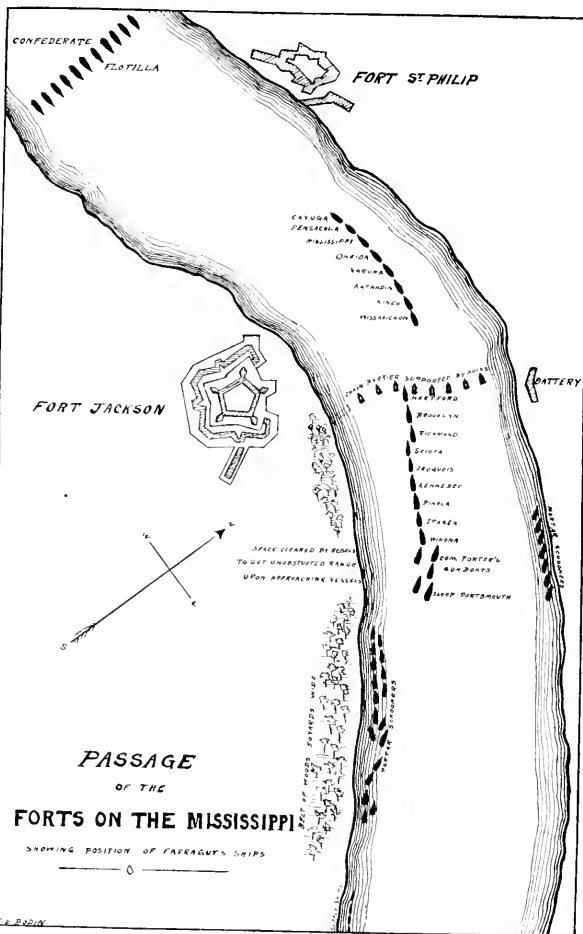 CONFEDERATE
FLOTILLA
FORT ST PHILIP
CAYUGA
PENSACOLA
MISSISSIPPI
ONEIDA
VARUNA
KATAHDIN
KINEO
WISSAHICKON
CHAIN BARRIER SUPPORTED BY HULKS
BATTERY
HARTFORD
BROOKLYN
RICHMOND
SCIOTA
IROQUOIS
KENNEBEC
PINOLA
ITASCA
WINONA
COM. PORTER'S
GUN BOATS
SLOOP PORTSMOUTH
MORTAR SCHOONERS
FORT JACKSON
SPACE CLEARED BY REBELS
TO GET UNOBSTUCTED RANGE
UPON APPROACHING VESSELS
N
E
S
BELT OF WOODS 300 YARDS WIDE
MORTAR SCHOONERS
PASSAGE
OF THE
FORTS ON THE MISSISSIPPI
SHOWING POSITION OF FARRAGUT'S SHIPS